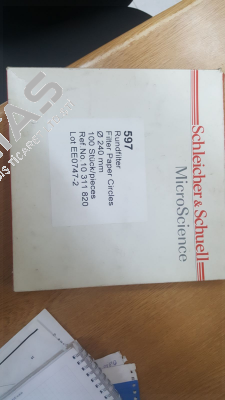 Schleicher & Schuell
MicroScience
597
Rundfilter
Filter Paper Circles
Ø 240 mm
100 Stück/pieces
Ref No 10 311 820
Lot EE0747-2